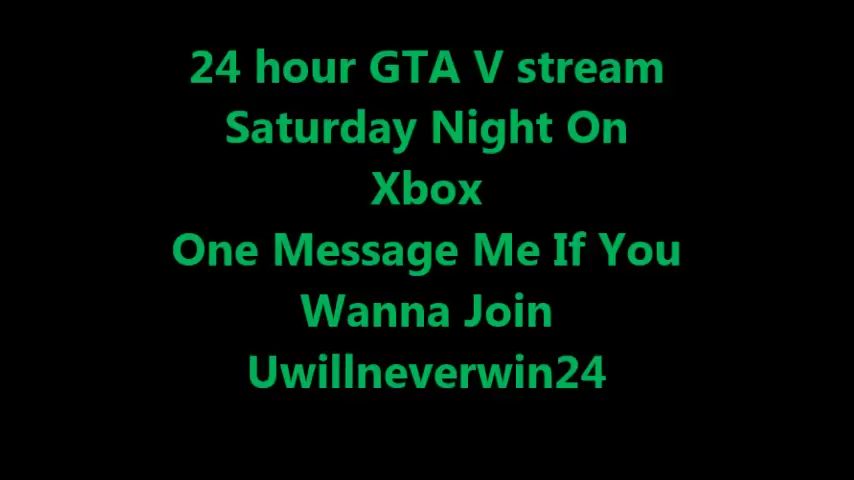 24 hour GTA V stream
Saturday Night On
Xbox
One Message Me If You
Wanna Join
Uwillneverwin24